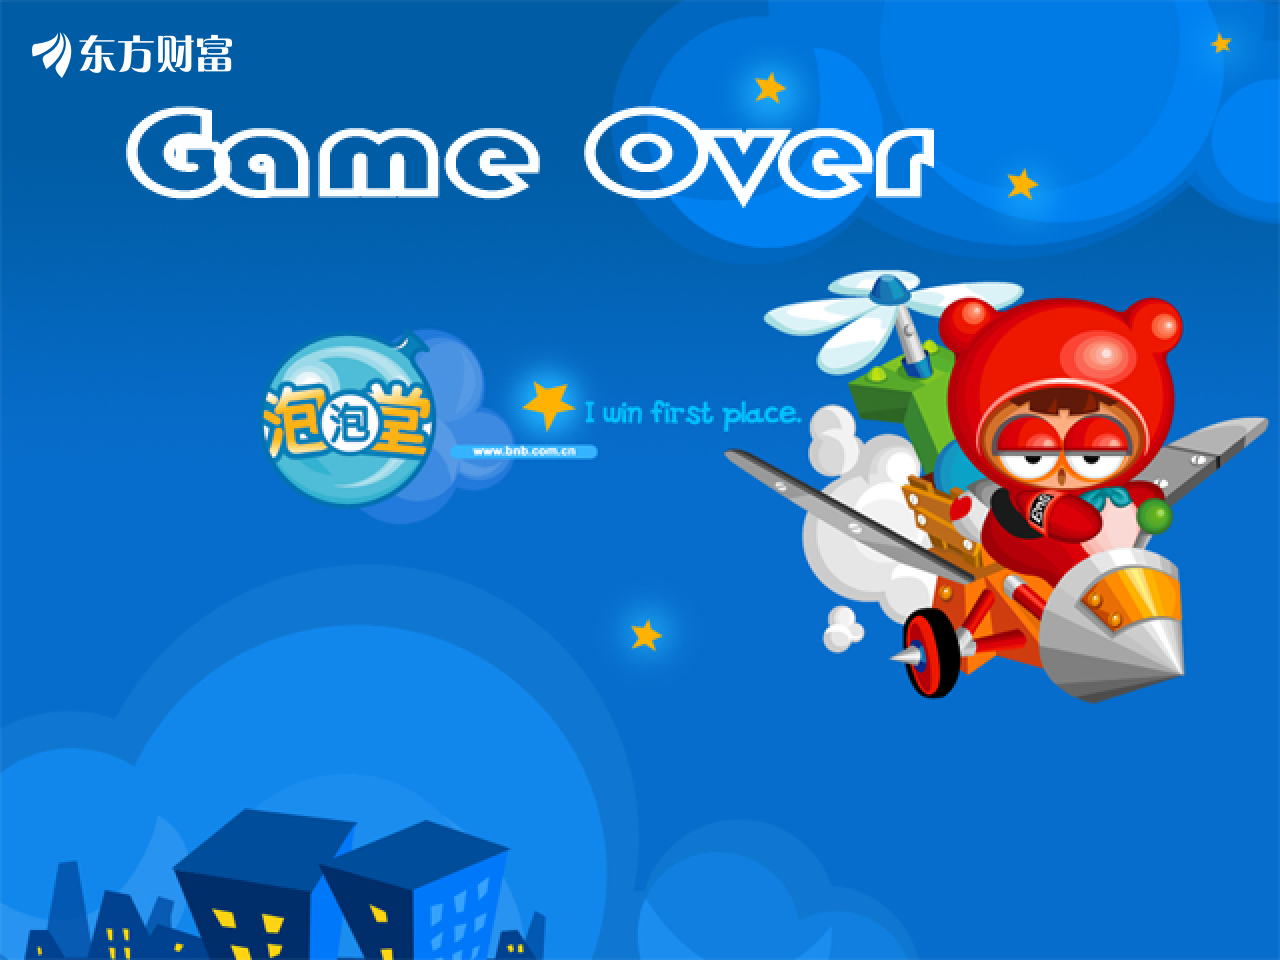 东方财富
Game Over
泡泡堂
I win first place.
www.bnb.com.cn